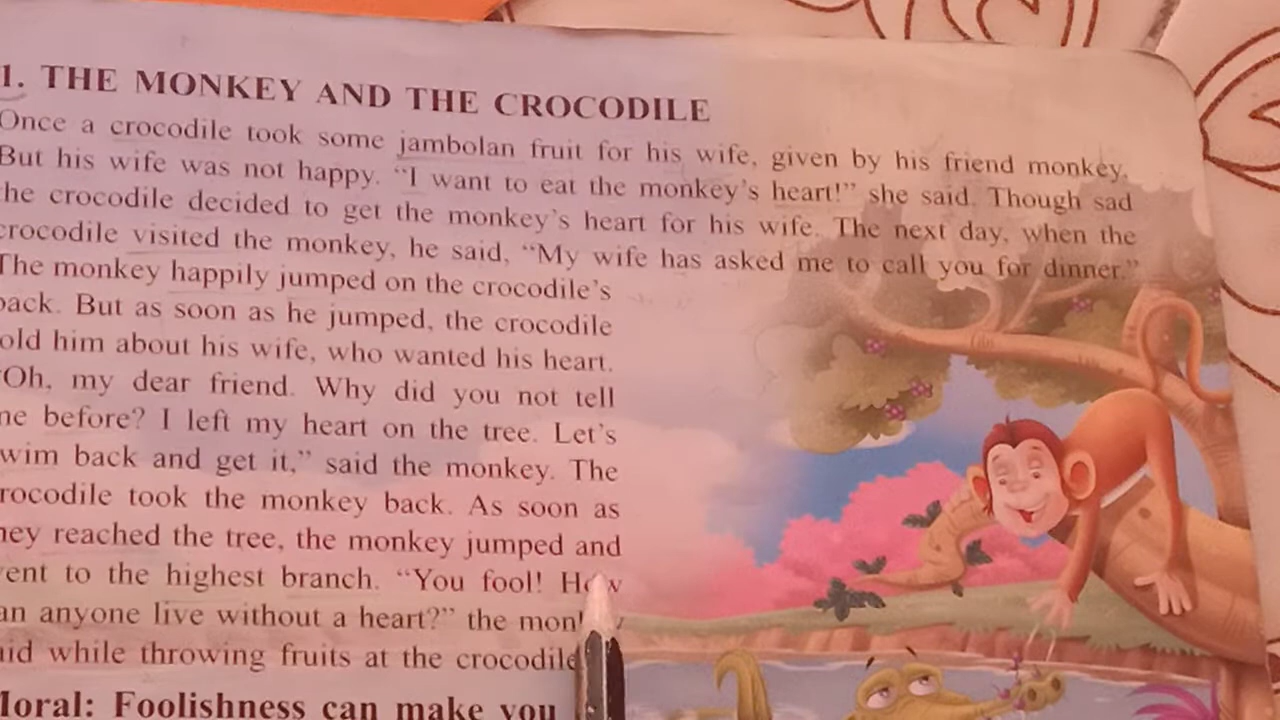 1. THE MONKEY AND THE CROCODILE
Once a crocodile took some jambolan fruit for his wife, given by his friend monkey.
But his wife was not happy. “I want to eat the monkey’s heart!” she said. Though sad
he crocodile decided to get the monkey’s heart for his wife. The next day, when the
crocodile visited the monkey, he said, “My wife has asked me to call you for dinner.”
The monkey happily jumped on the crocodile’s
back. But as soon as he jumped, the crocodile
old him about his wife, who wanted his heart.
“Oh, my dear friend. Why did you not tell
me before? I left my heart on the tree. Let’s
wim back and get it,” said the monkey. The
rocodile took the monkey back. As soon as
hey reached the tree, the monkey jumped and
ent to the highest branch. “You fool! How
an anyone live without a heart?” the mon
aid while throwing fruits at the crocodile
Moral: Foolishness can make you